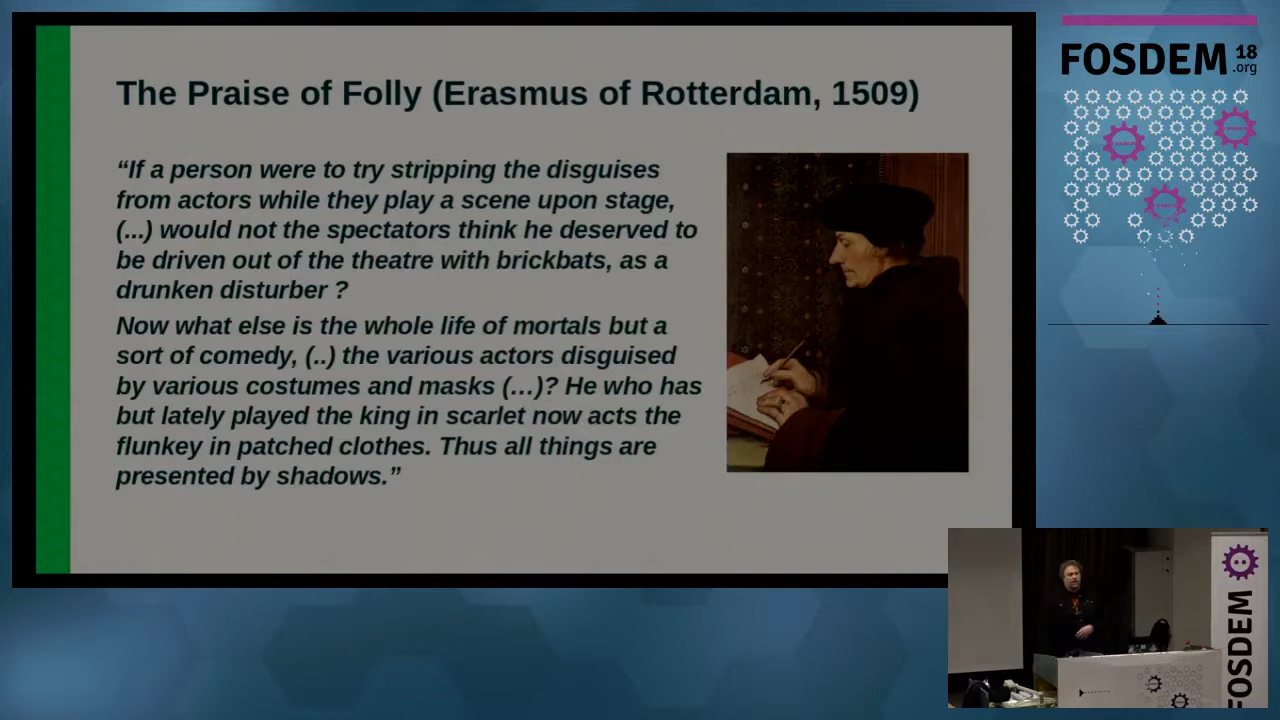 The Praise of Folly (Erasmus of Rotterdam, 1509)
“If a person were to try stripping the disguises
from actors while they play a scene upon stage,
(...) would not the spectators think he deserved to
be driven out of the theatre with brickbats, as a
drunken disturber ?
Now what else is the whole life of mortals but a
sort of comedy, (..) the various actors disguised
by various costumes and masks (…)? He who has
but lately played the king in scarlet now acts the
flunkey in patched clothes. Thus all things are
presented by shadows.”
FOSDEM 18
.org
FOSDEM